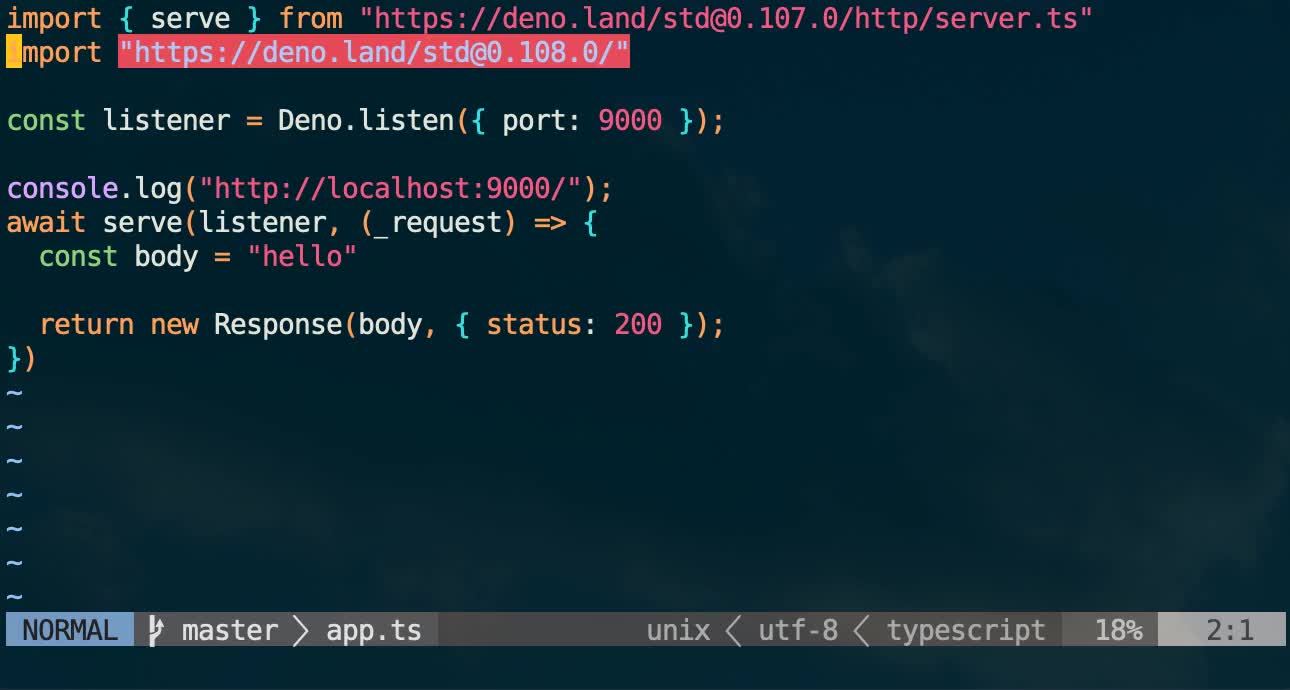 import { serve } from "https://deno.land/std@0.107.0/http/server.ts"
import "https://deno.land/std@0.108.0/"

const listener = Deno.listen({ port: 9000 });

console.log("http://localhost:9000/");
await serve(listener, (_request) => {
  const body = "hello"

  return new Response(body, { status: 200 });
})
~
~
~
~
~
~
~
NORMAL master app.ts unix utf-8 typescript 18% 2:1